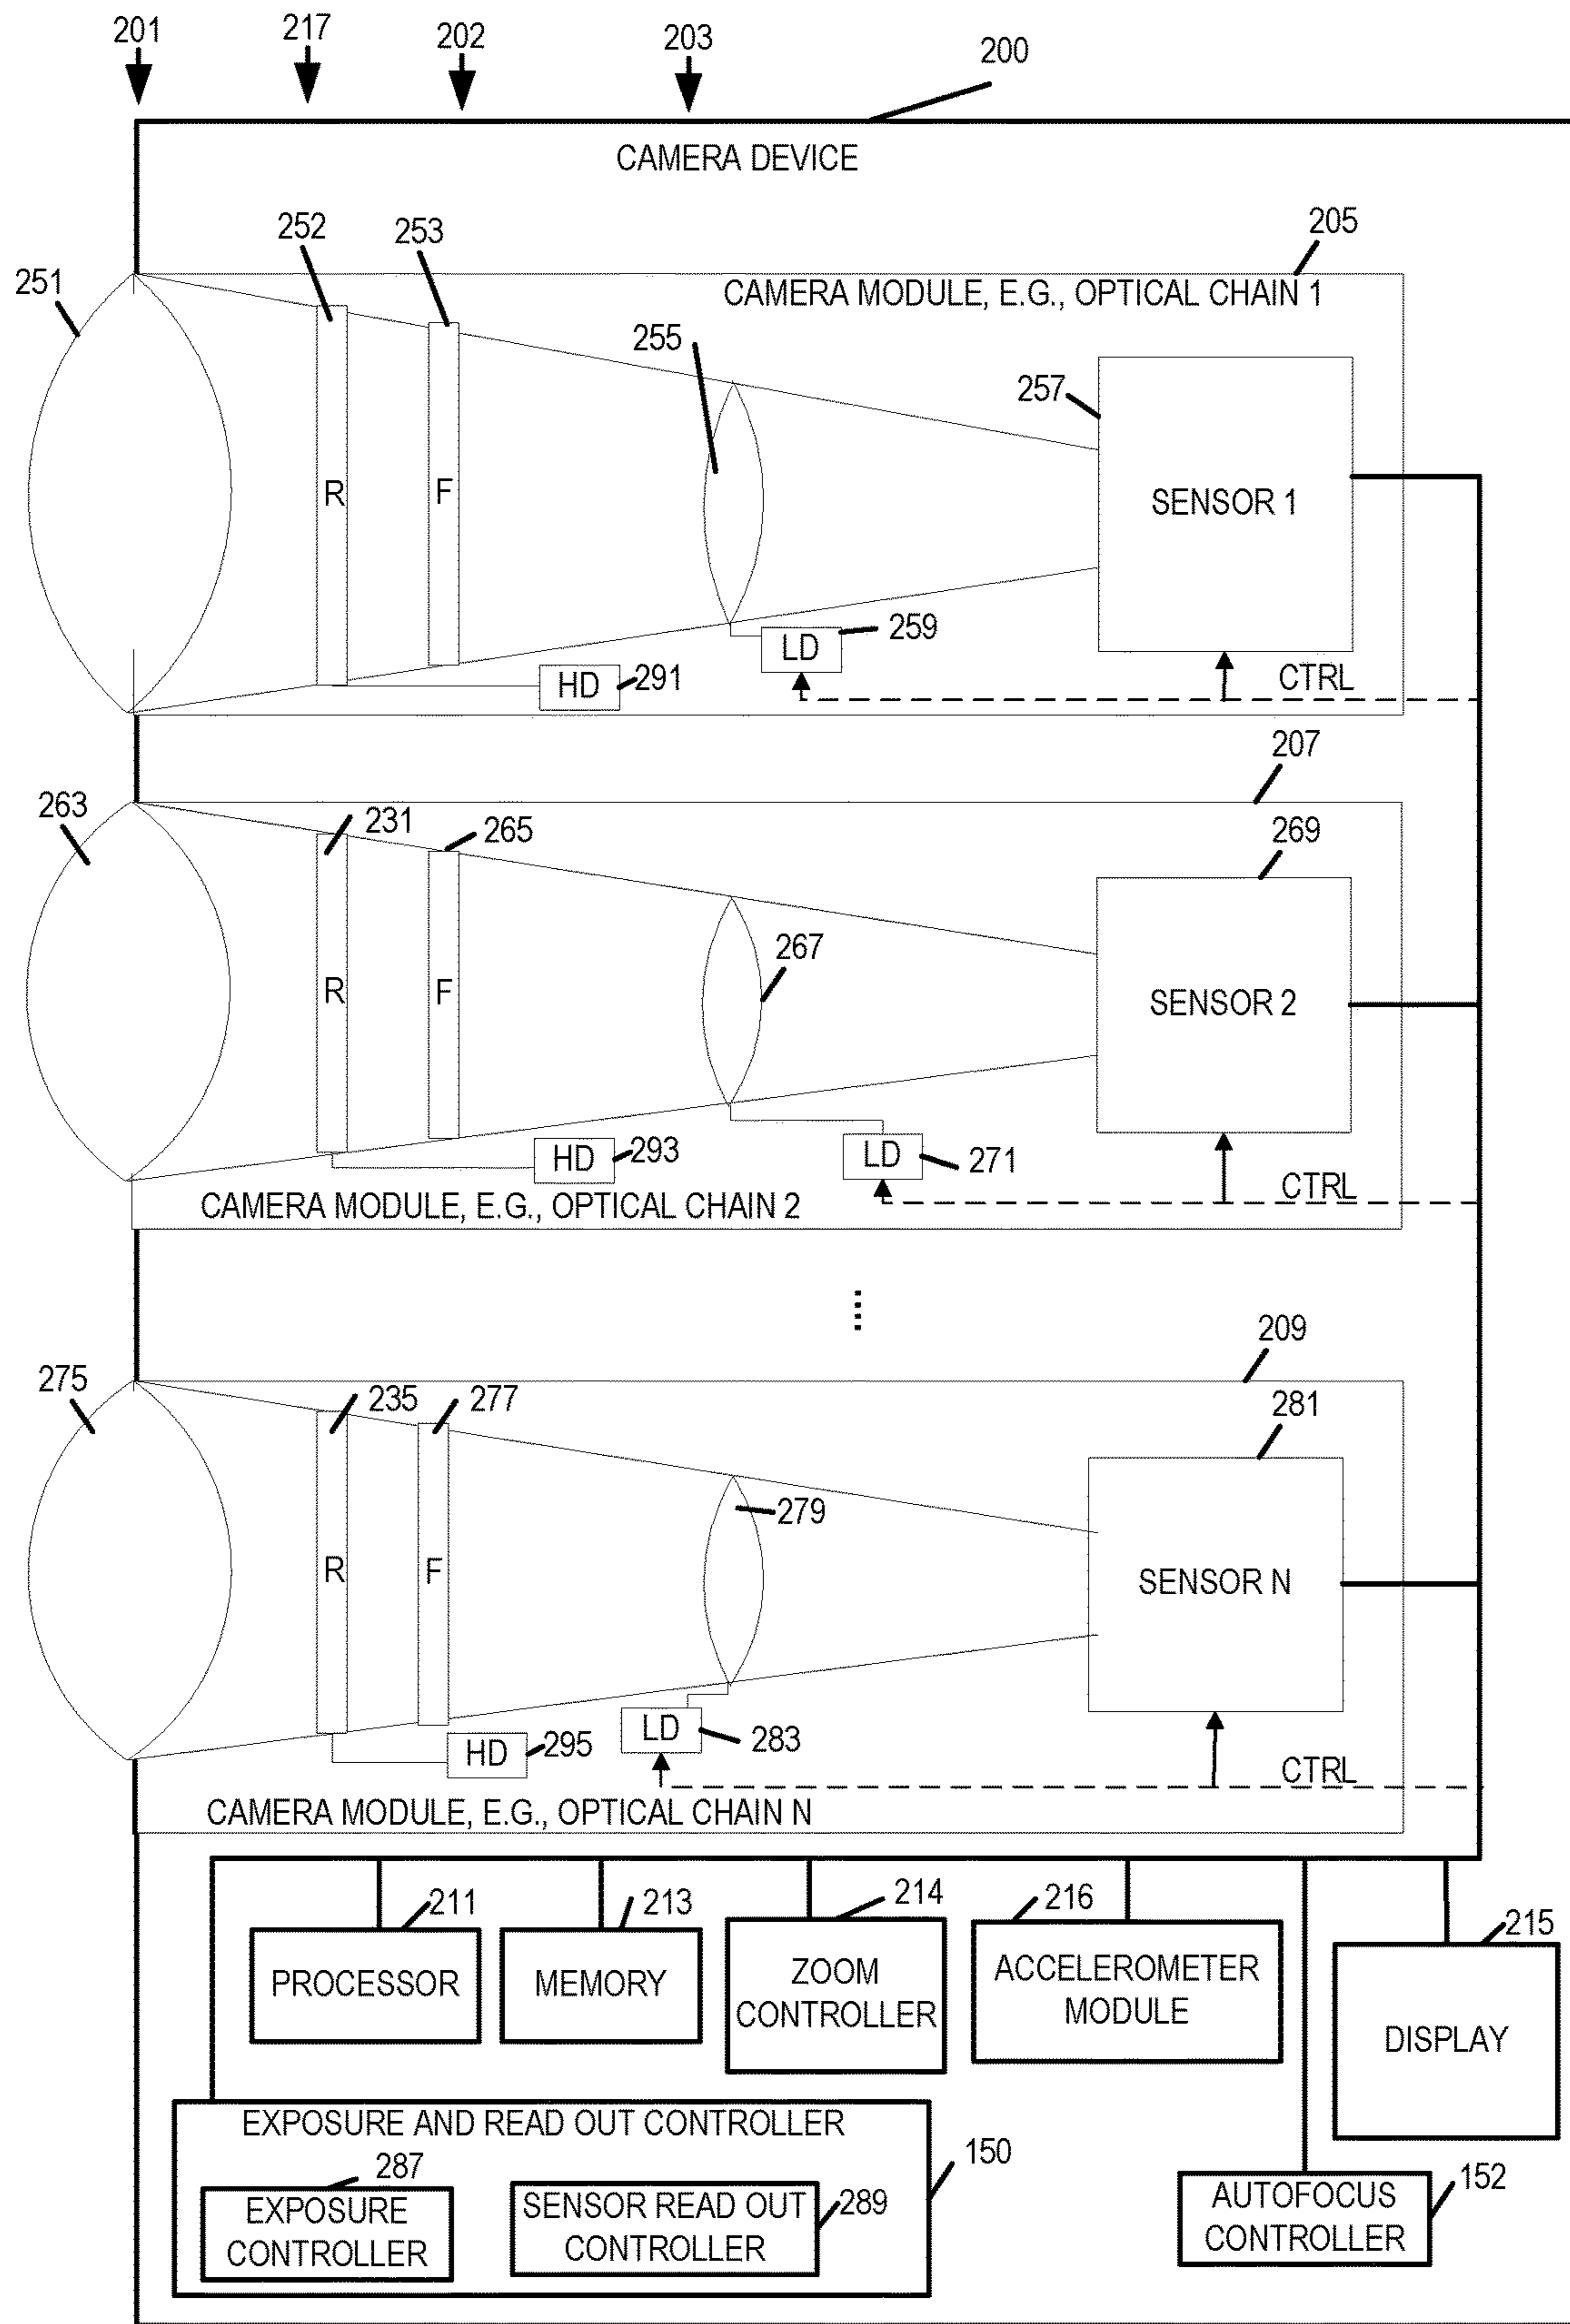 201 217 202 203 200
CAMERA DEVICE
252 253 205
251
CAMERA MODULE, E.G., OPTICAL CHAIN 1
255
257
R F SENSOR 1
259
LD
HD 291 CTRL
207
263 231 265 269
267
R F SENSOR 2
HD 293 LD 271
CTRL
CAMERA MODULE, E.G., OPTICAL CHAIN 2
209
275 235 277 281
279
R F SENSOR N
LD 283
HD 295
CTRL
CAMERA MODULE, E.G., OPTICAL CHAIN N
211 213 214 216 215
PROCESSOR
MEMORY
ZOOM
CONTROLLER
ACCELEROMETER
MODULE
DISPLAY
EXPOSURE AND READ OUT CONTROLLER
150
287
EXPOSURE
CONTROLLER
SENSOR READ OUT
CONTROLLER
289
AUTOFOCUS
CONTROLLER
152